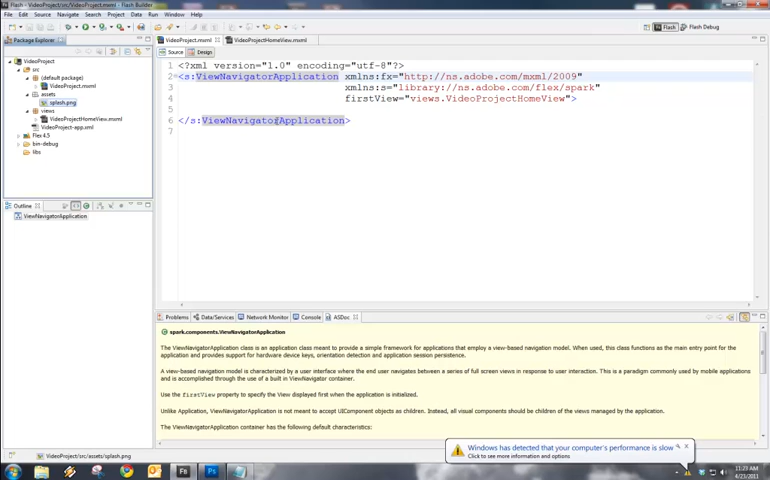 Flash - VideoProject/src/VideoProject.mxml - Flash Builder
File Edit Source Navigate Search Project Data Run Window Help
Flash Flash Debug
Package Explorer
VideoProject
src
(default package)
VideoProject.mxml
assets
splash.png
views
VideoProjectHomeView.mxml
VideoProject-app.xml
Flex 4.5
bin-debug
libs
Outline
ViewNavigatorApplication
VideoProject.mxml VideoProjectHomeView.mxml
Source Design
1 <?xml version="1.0" encoding="utf-8"?>
2 <s:ViewNavigatorApplication xmlns:fx="http://ns.adobe.com/mxml/2009"
3 xmlns:s="library://ns.adobe.com/flex/spark"
4 firstView="views.VideoProjectHomeView">
5
6 </s:ViewNavigatorApplication>
7
Problems Data/Services Network Monitor Console ASDoc
spark.components.ViewNavigatorApplication
The ViewNavigatorApplication class is an application class meant to provide a simple framework for applications that employ a view-based navigation model. When used, this class functions as the main entry point for the
application and provides support for hardware device keys, orientation detection and application session persistence.
A view-based navigation model is characterized by a user interface where the end user navigates between a series of full screen views in response to user interaction. This is a paradigm commonly used by mobile applications
and is accomplished through the use of a built in ViewNavigator container.
Use the firstView property to specify the View displayed first when the application is initialized.
Unlike Application, ViewNavigatorApplication is not meant to accept UIComponent objects as children. Instead, all visual components should be children of the views managed by the application.
The ViewNavigatorApplication container has the following default characteristics:
Windows has detected that your computer's performance is slow
Click to see more information and options
VideoProject/src/assets/splash.png
Fb
Ps
11:23 AM
4/23/2011